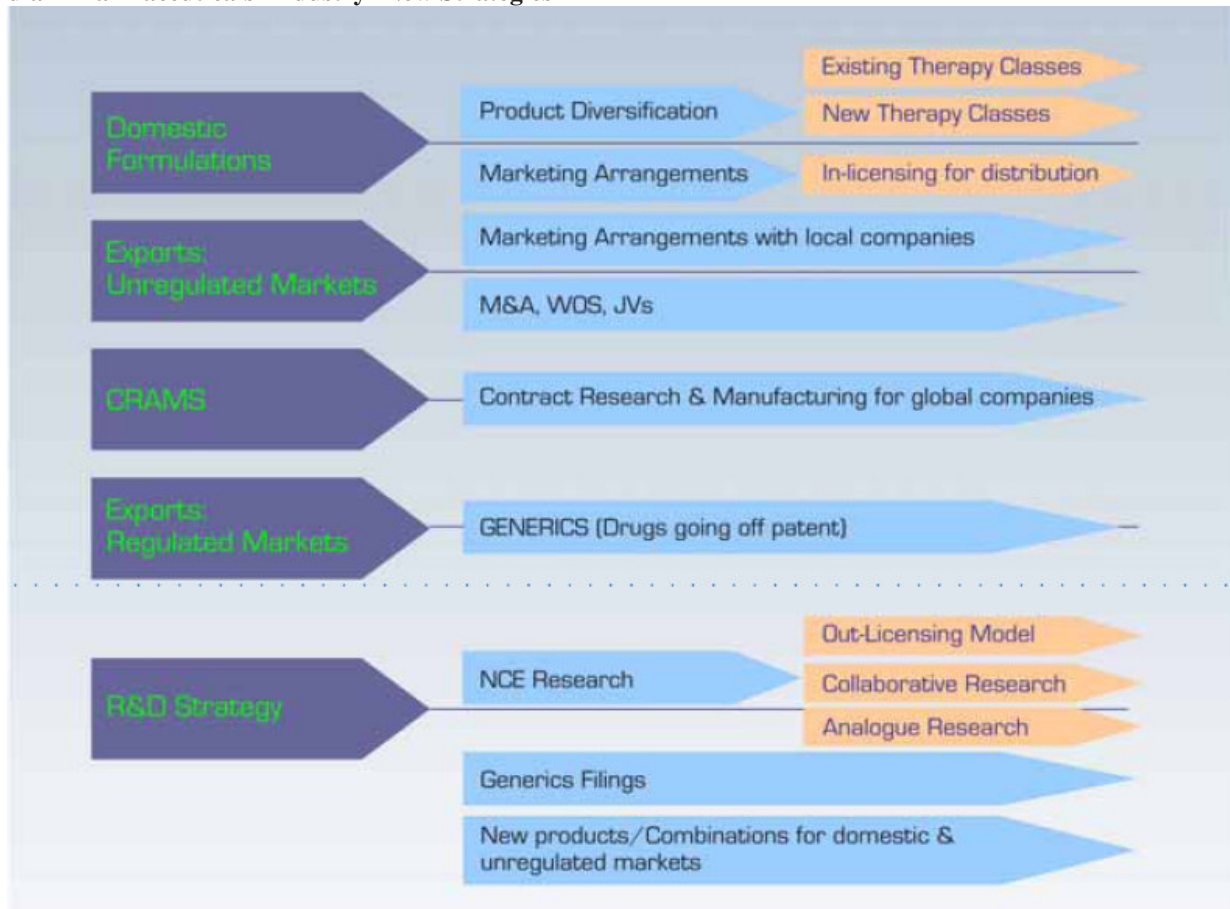 Domestic
Formulations
Product Diversification
Existing Therapy Classes
New Therapy Classes
Marketing Arrangements
In-licensing for distribution
Exports:
Unregulated Markets
Marketing Arrangements with local companies
M&A, WOS, JVs
CRAMS
Contract Research & Manufacturing for global companies
Exports:
Regulated Markets
GENERICS (Drugs going off patent)
R&D Strategy
NCE Research
Out-Licensing Model
Collaborative Research
Analogue Research
Generics Filings
New products/Combinations for domestic &
unregulated markets